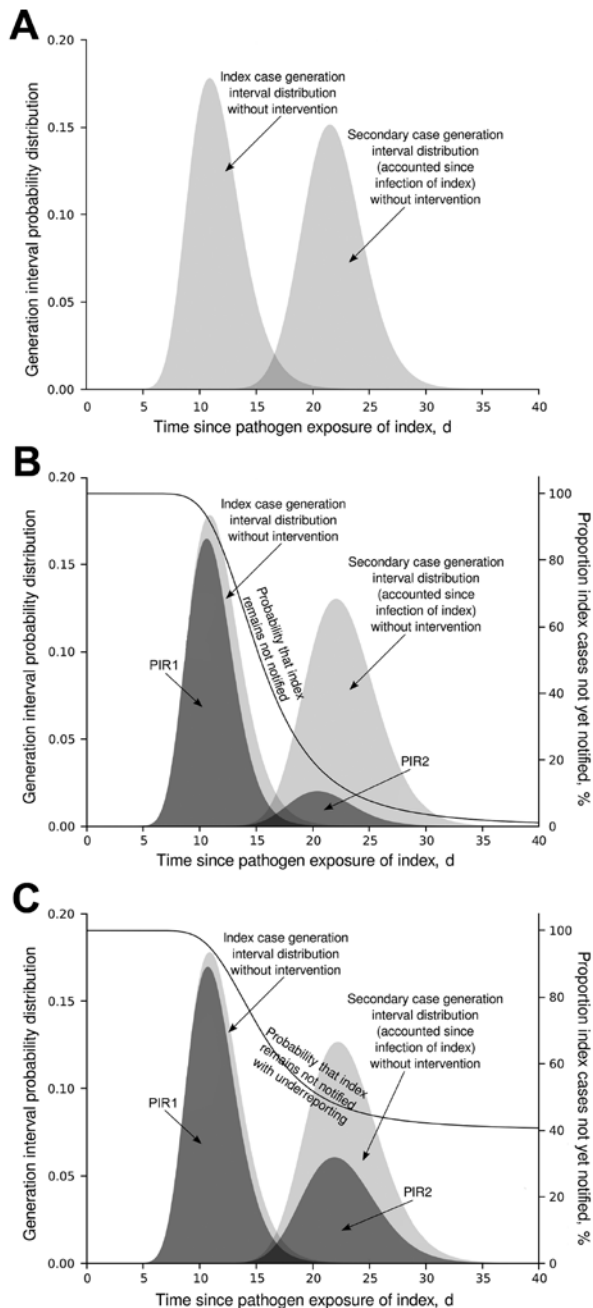 A
0.20
0.15
0.10
0.05
0.00
Generation interval probability distribution
Index case generation
interval distribution
without intervention
Secondary case generation
interval distribution
(accounted since
infection of index)
without intervention
0 5 10 15 20 25 30 35 40
Time since pathogen exposure of index, d
B
0.20
0.15
0.10
0.05
0.00
Generation interval probability distribution
Index case generation
interval distribution
without intervention
Secondary case generation
interval distribution
(accounted since
infection of index)
without intervention
Probability that index
remains not notified
PIR1
PIR2
100
80
60
40
20
0
Proportion index cases not yet notified, %
0 5 10 15 20 25 30 35 40
Time since pathogen exposure of index, d
C
0.20
0.15
0.10
0.05
0.00
Generation interval probability distribution
Index case generation
interval distribution
without intervention
Secondary case generation
interval distribution
(accounted since
infection of index)
without intervention
Probability that index
remains not notified
with underreporting
PIR1
PIR2
100
80
60
40
20
0
Proportion index cases not yet notified, %
0 5 10 15 20 25 30 35 40
Time since pathogen exposure of index, d